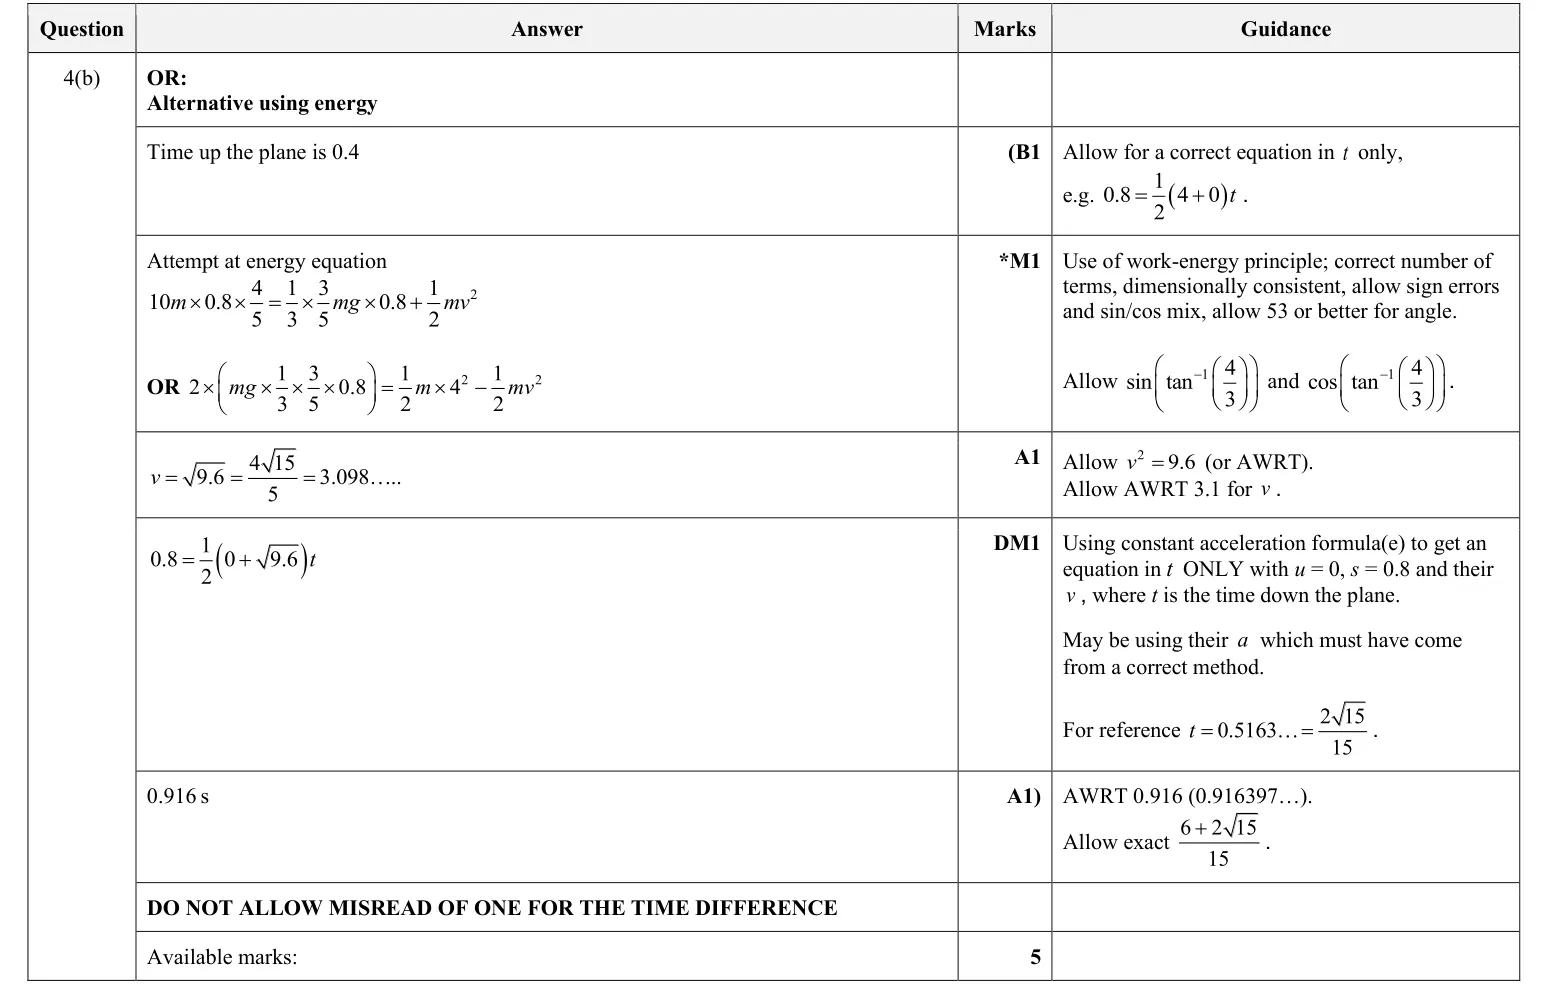 Question Answer Marks Guidance
4(b) OR:
Alternative using energy
Time up the plane is 0.4 (B1 Allow for a correct equation in t only,
e.g. 0.8 = 1/2 (4 + 0)t .
Attempt at energy equation *M1 Use of work-energy principle; correct number of
terms, dimensionally consistent, allow sign errors
and sin/cos mix, allow 53 or better for angle.
10m × 0.8 × 4/5 = 1/3 × 3/5 mg × 0.8 + 1/2 mv²
OR 2 × (mg × 1/3 × 3/5 × 0.8) = 1/2 m × 4² − 1/2 mv²
Allow sin(tan⁻¹(4/3)) and cos(tan⁻¹(4/3)).
v = √9.6 = 4√15/5 = 3.098….. A1 Allow v² = 9.6 (or AWRT).
Allow AWRT 3.1 for v .
0.8 = 1/2 (0 + √9.6)t DM1 Using constant acceleration formula(e) to get an
equation in t ONLY with u = 0, s = 0.8 and their
v , where t is the time down the plane.
May be using their a which must have come
from a correct method.
For reference t = 0.5163… = 2√15/15 .
0.916 s A1) AWRT 0.916 (0.916397…).
Allow exact (6 + 2√15)/15 .
DO NOT ALLOW MISREAD OF ONE FOR THE TIME DIFFERENCE
Available marks: 5